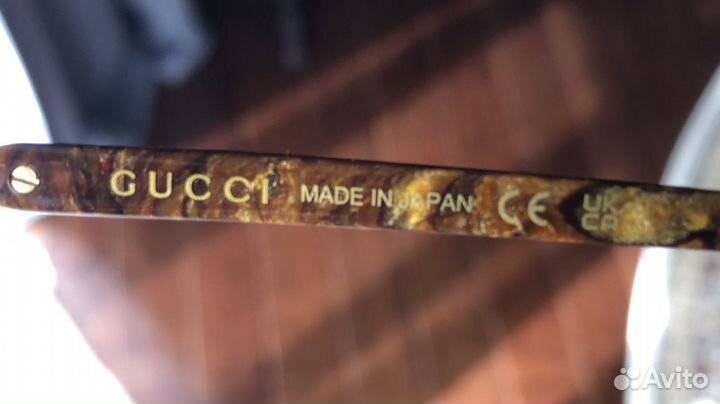 GUCCI MADE IN JAPAN CE UK
CA
Avito